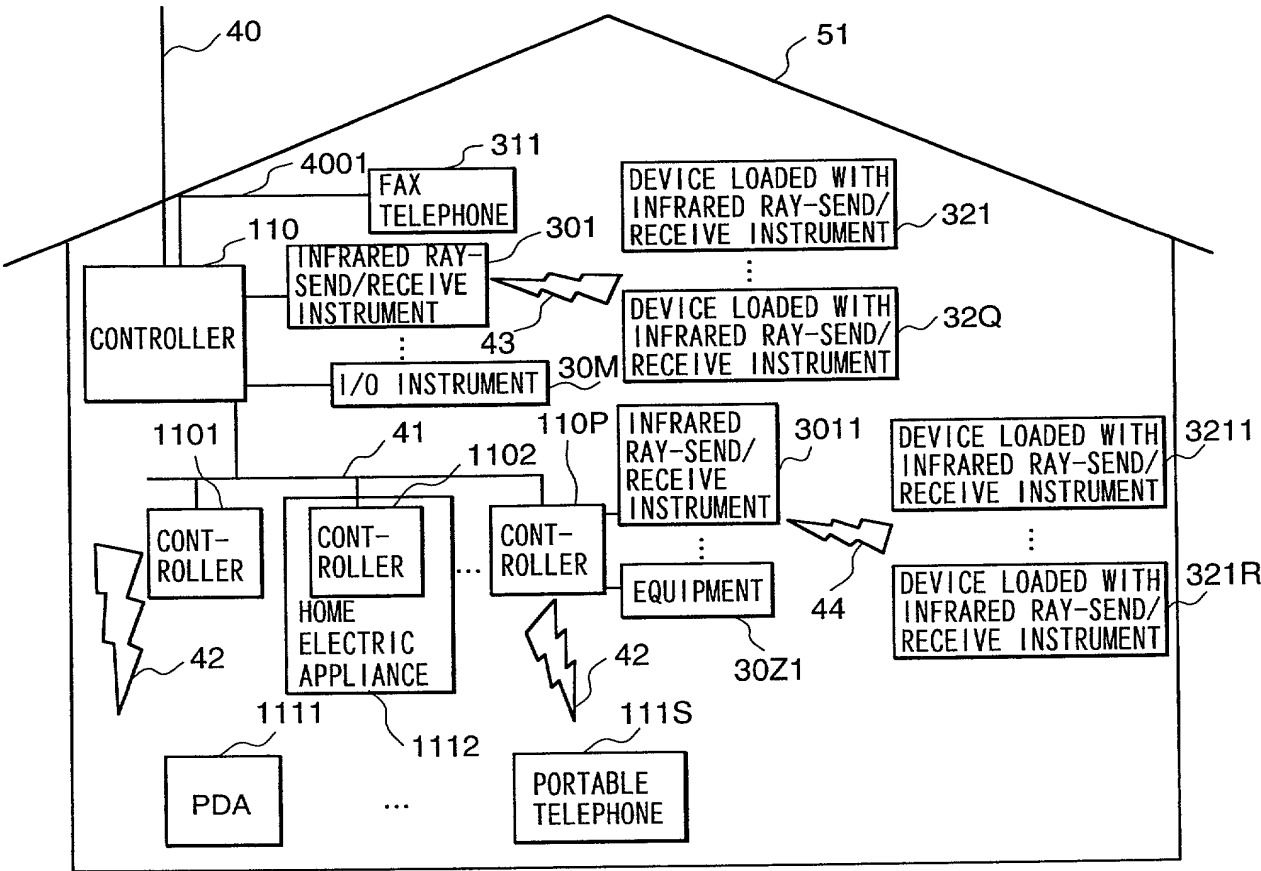 40
51
4001
311
FAX
TELEPHONE
DEVICE LOADED WITH
INFRARED RAY-SEND/
RECEIVE INSTRUMENT
321
110
CONTROLLER
301
INFRARED RAY-
SEND/RECEIVE
INSTRUMENT
43
DEVICE LOADED WITH
INFRARED RAY-SEND/
RECEIVE INSTRUMENT
32Q
I/O INSTRUMENT
30M
1101
41
1102
110P
INFRARED
RAY-SEND/
RECEIVE
INSTRUMENT
3011
DEVICE LOADED WITH
INFRARED RAY-SEND/
RECEIVE INSTRUMENT
3211
CONT-
ROLLER
CONT-
ROLLER
HOME
ELECTRIC
APPLIANCE
...
CONT-
ROLLER
EQUIPMENT
44
DEVICE LOADED WITH
INFRARED RAY-SEND/
RECEIVE INSTRUMENT
321R
42
42
30Z1
1111
1112
111S
PDA
...
PORTABLE
TELEPHONE